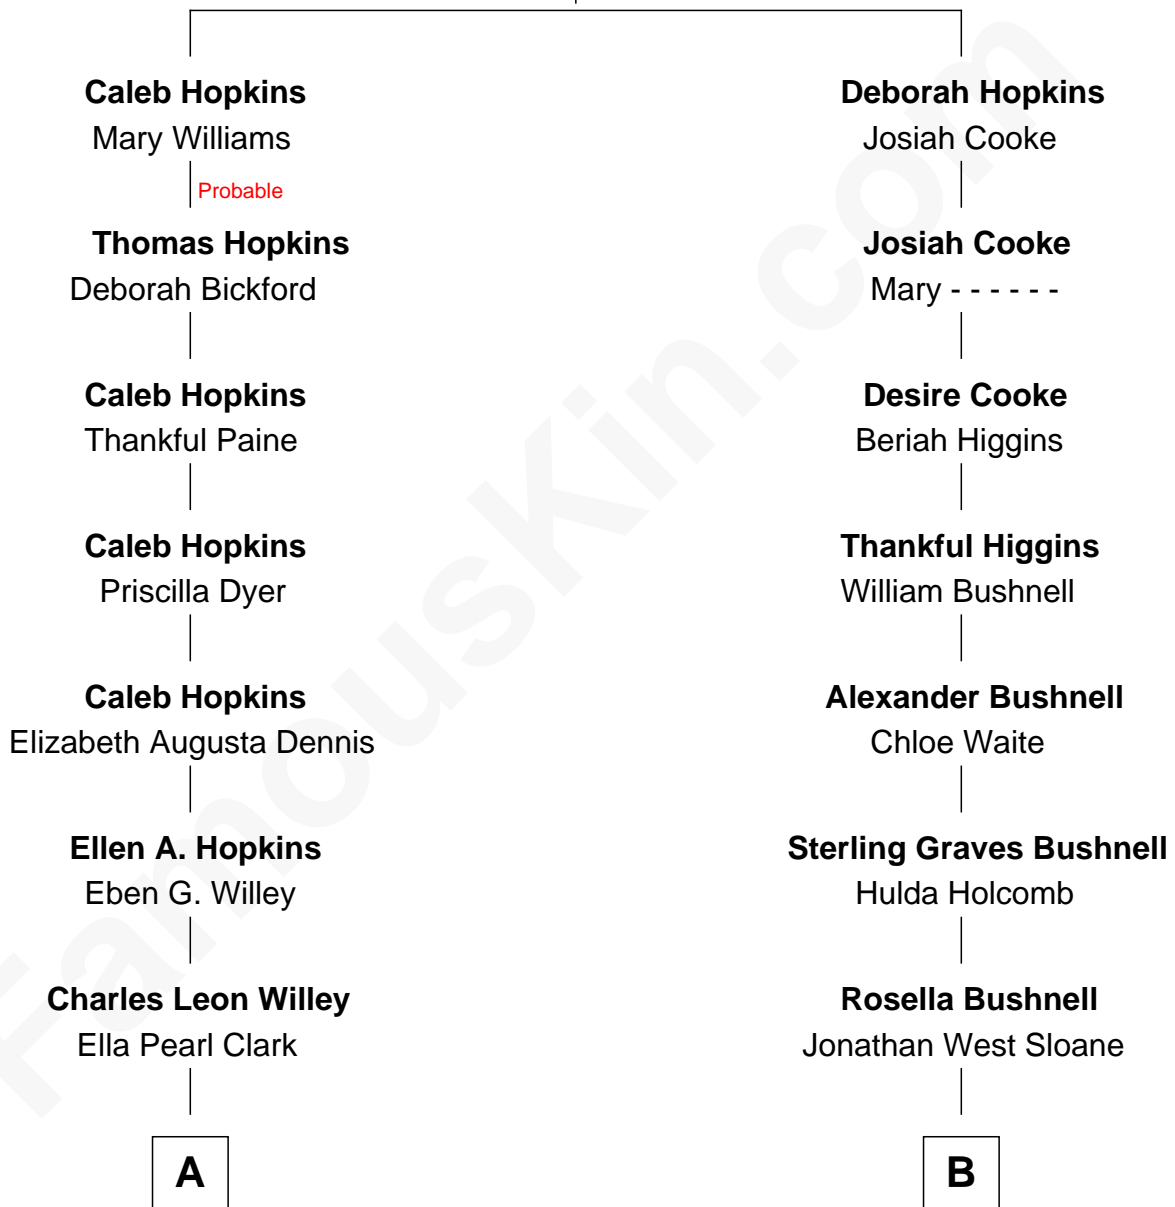 Caleb Hopkins
Mary Williams
Probable
Thomas Hopkins
Deborah Bickford
Caleb Hopkins
Thankful Paine
Caleb Hopkins
Priscilla Dyer
Caleb Hopkins
Elizabeth Augusta Dennis
Ellen A. Hopkins
Eben G. Willey
Charles Leon Willey
Ella Pearl Clark
A
Deborah Hopkins
Josiah Cooke
Josiah Cooke
Mary - - - - - -
Desire Cooke
Beriah Higgins
Thankful Higgins
William Bushnell
Alexander Bushnell
Chloe Waite
Sterling Graves Bushnell
Hulda Holcomb
Rosella Bushnell
Jonathan West Sloane
B
FamousKin.com